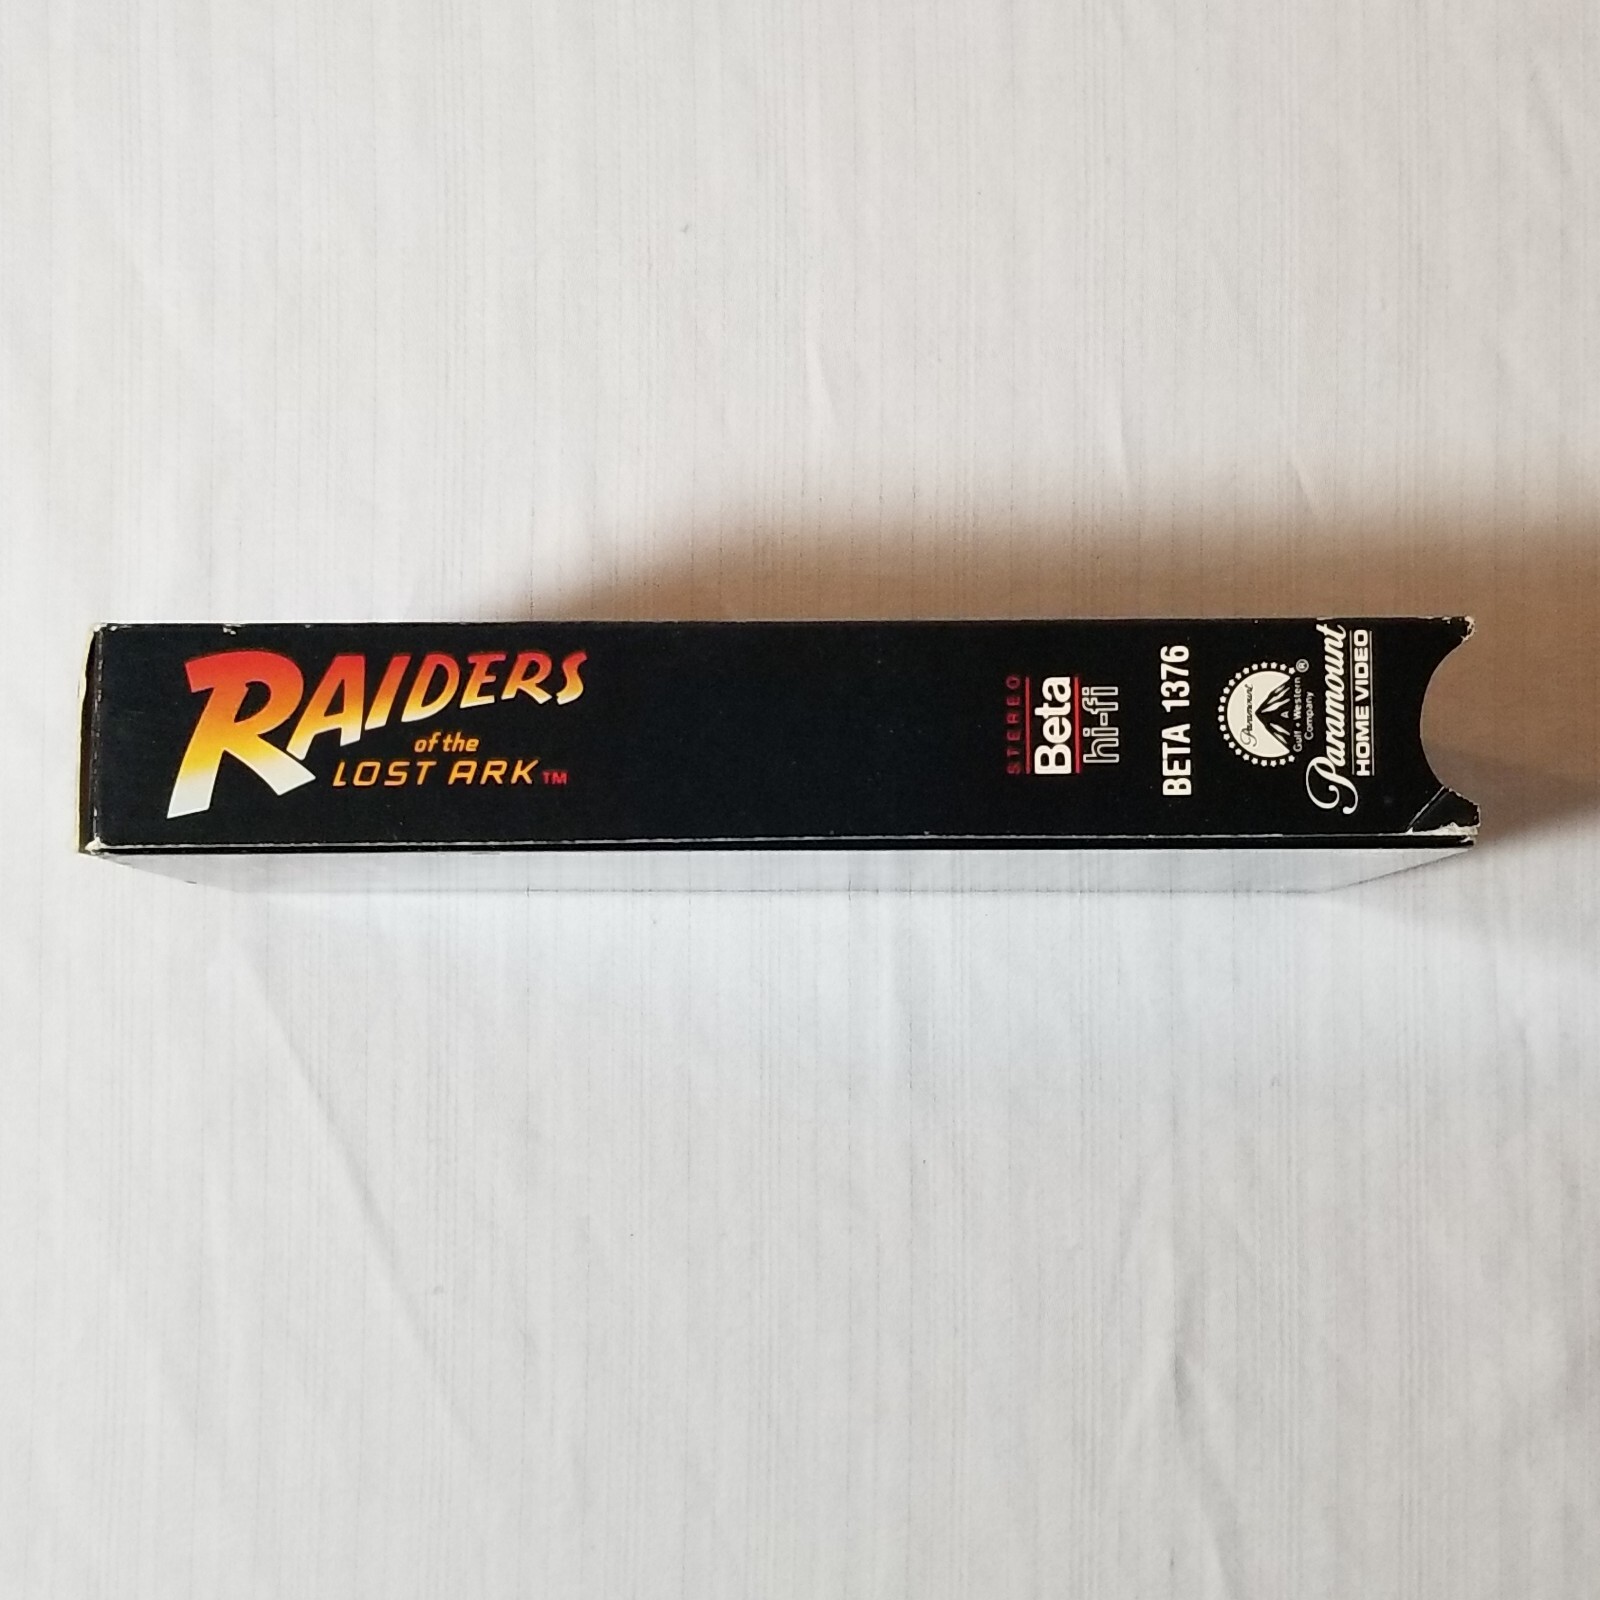 RAIDERS
of the
LOST ARK TM
STEREO
Beta
hi-fi
BETA 1376
Paramount
A
Gulf + Western
Company
®
Paramount
HOME VIDEO